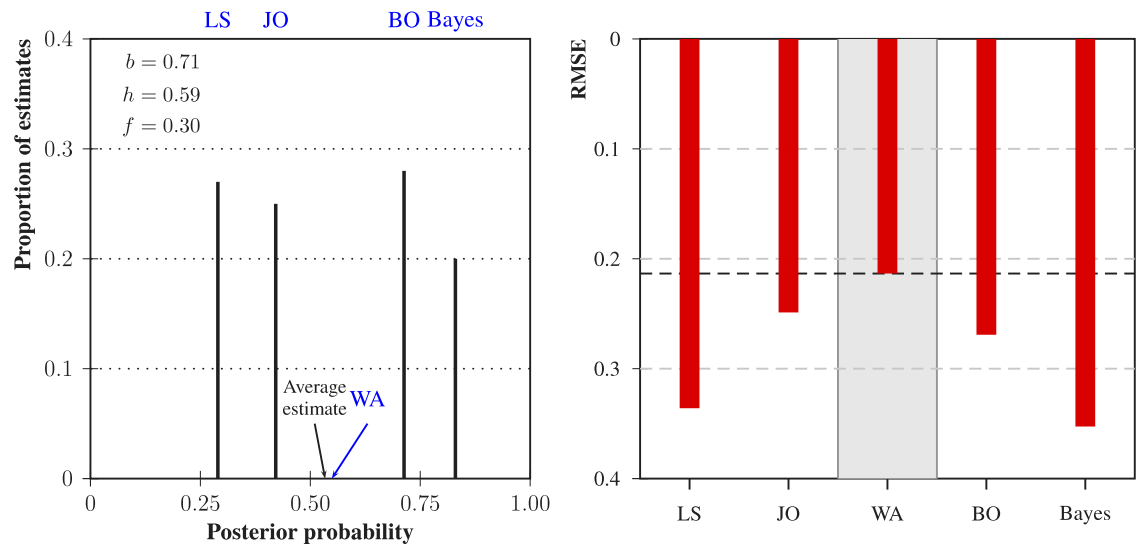 LS JO BO Bayes
0.4
b = 0.71
h = 0.59
f = 0.30
0.3
0.2
0.1
0
Proportion of estimates
Average
estimate
WA
0 0.25 0.50 0.75 1.00
Posterior probability
RMSE
0
0.1
0.2
0.3
0.4
LS JO WA BO Bayes